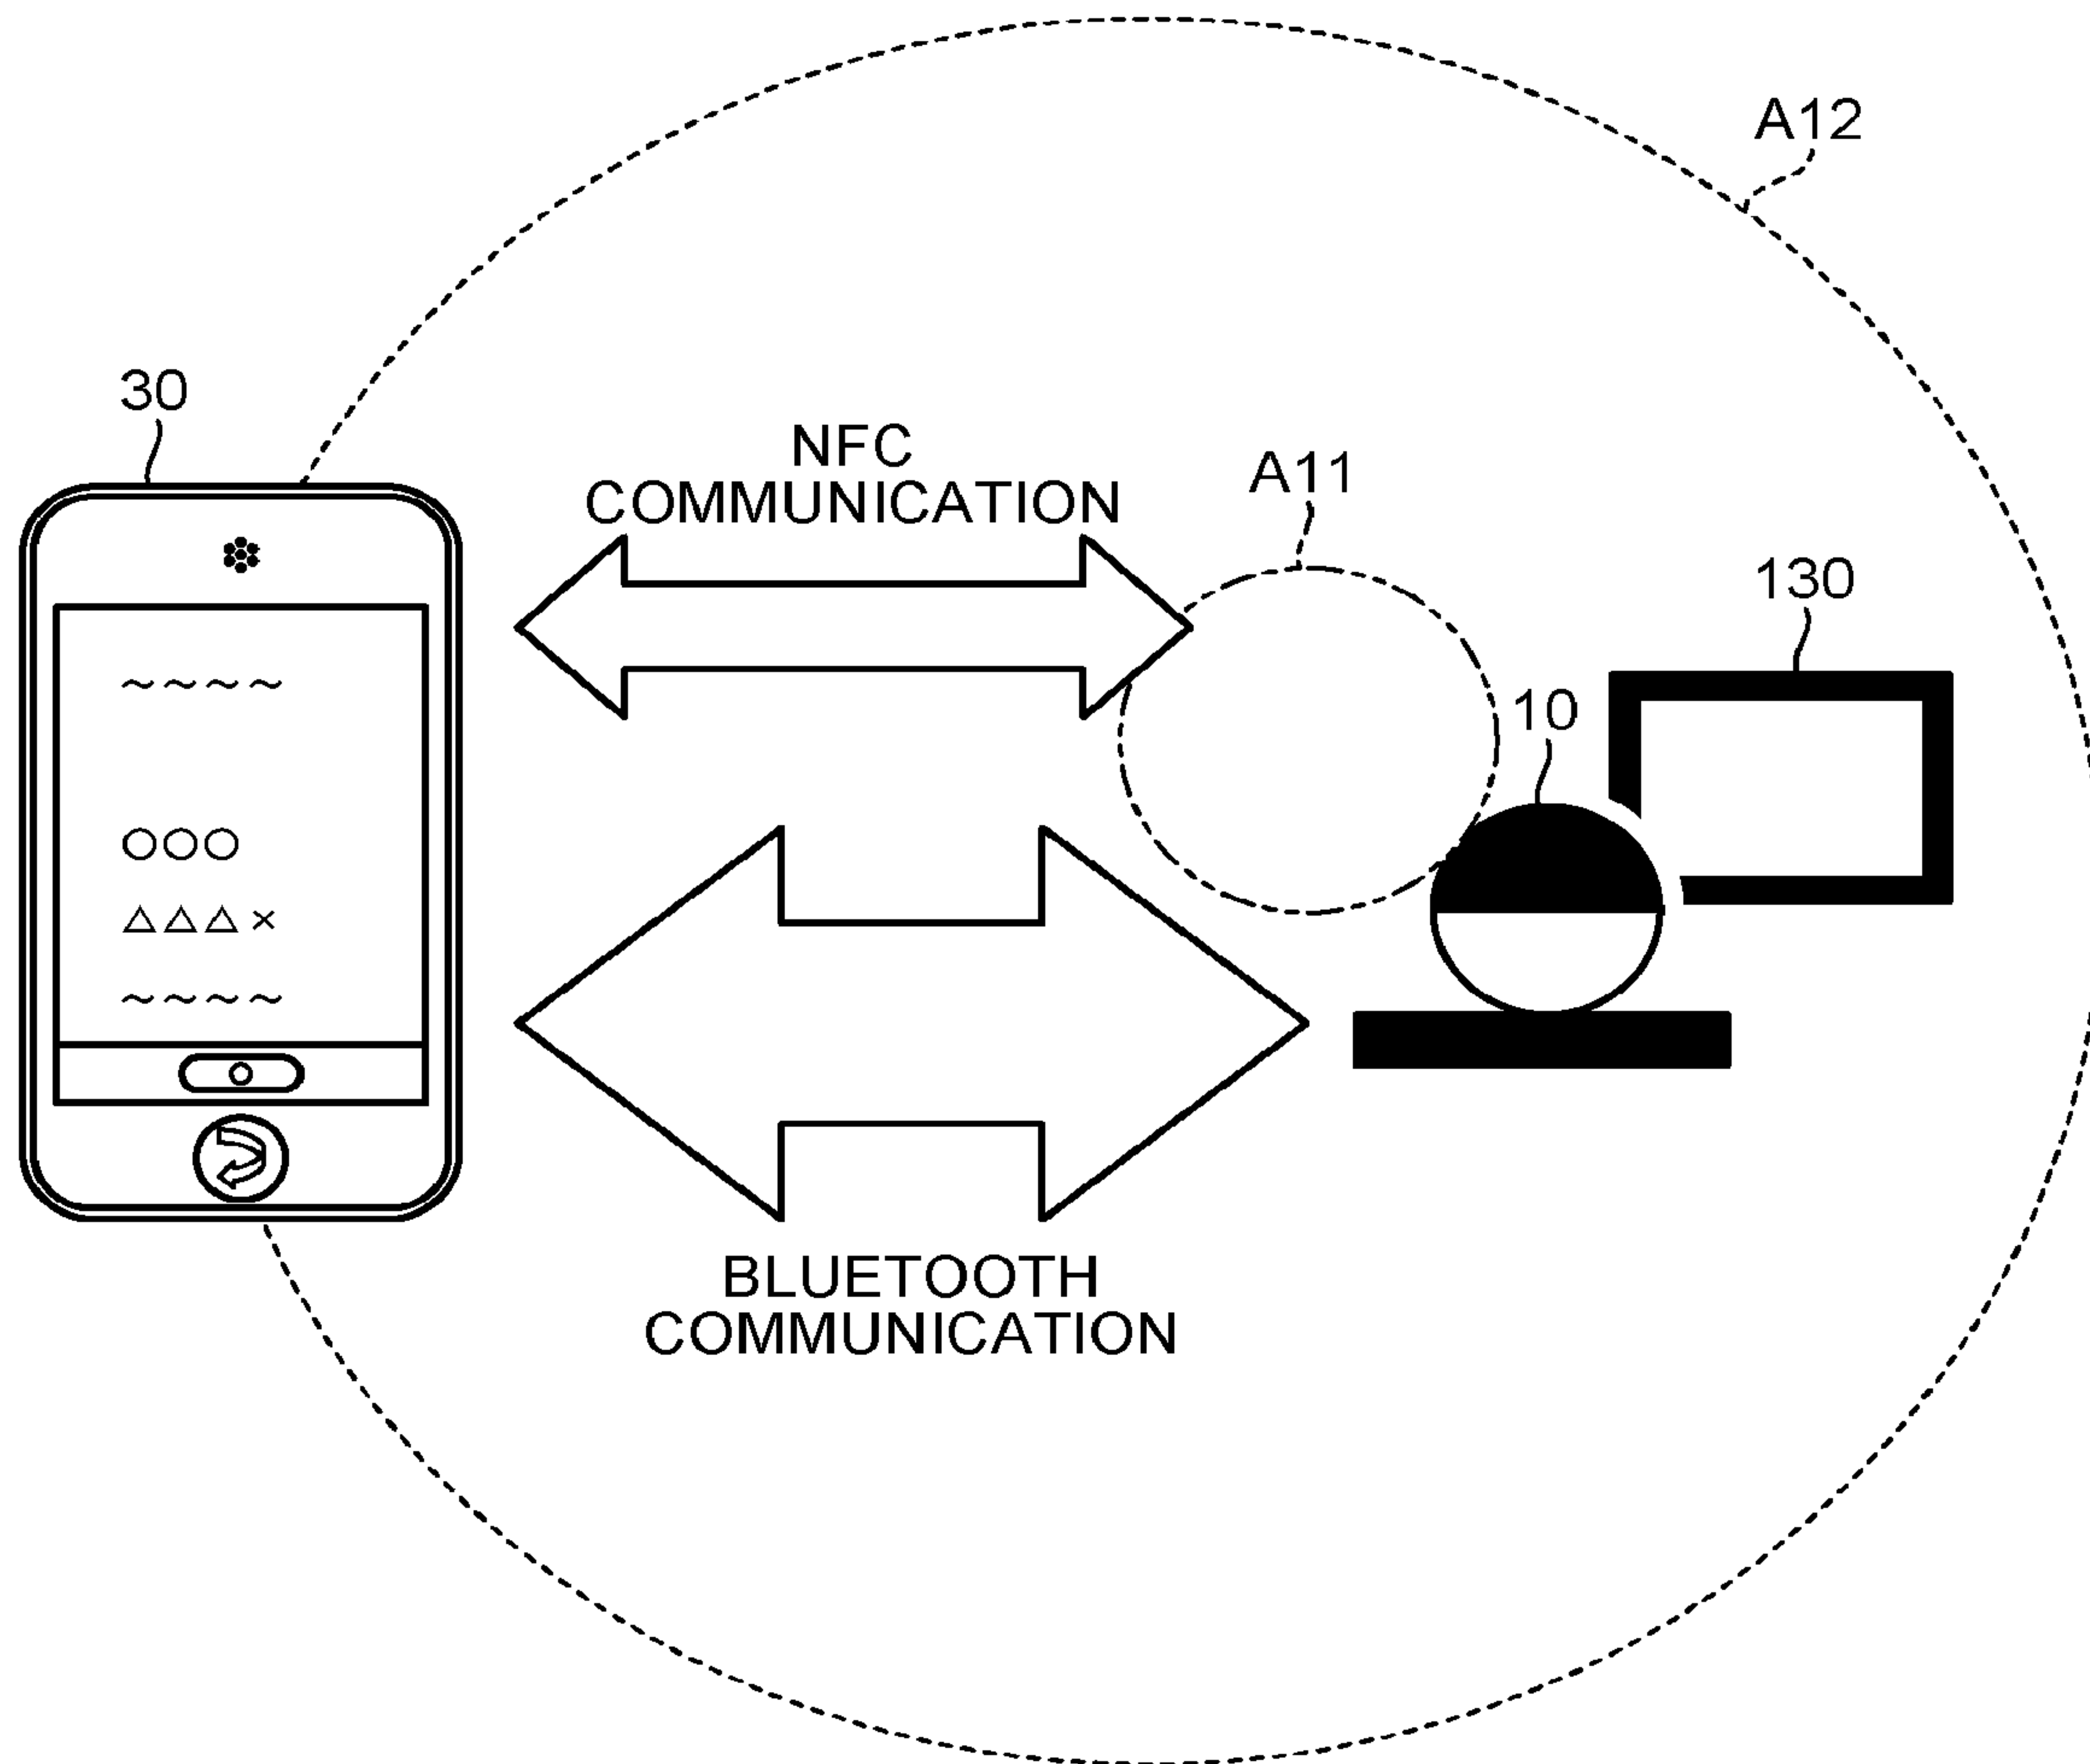 A12
30
NFC
COMMUNICATION
A11
130
10
~~~~
○○○
△△△×
~~~~
BLUETOOTH
COMMUNICATION